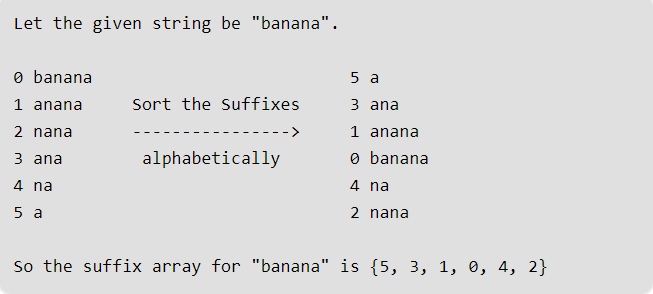 Let the given string be "banana".
0 banana                          5 a
1 anana    Sort the Suffixes     3 ana
2 nana     ---------------->     1 anana
3 ana       alphabetically       0 banana
4 na                              4 na
5 a                               2 nana
So the suffix array for "banana" is {5, 3, 1, 0, 4, 2}